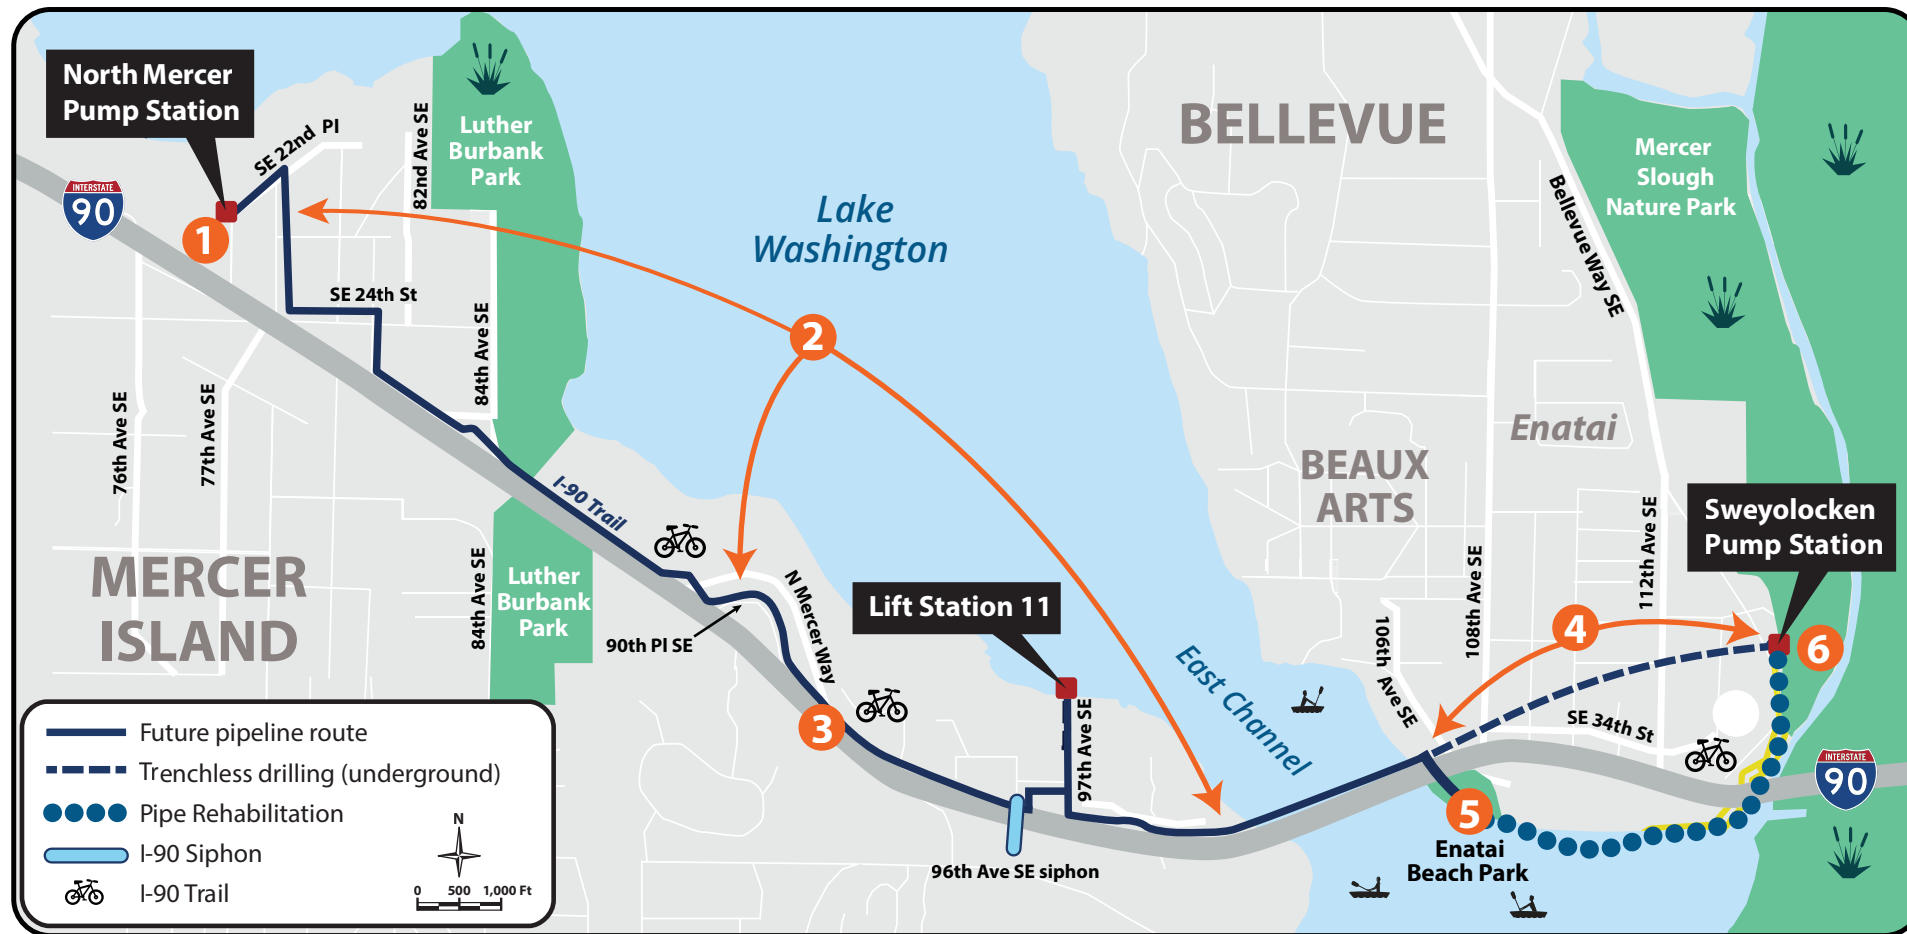 North Mercer
Pump Station
SE 22nd Pl
82nd Ave SE
Luther
Burbank
Park
INTERSTATE
90
1
SE 24th St
84th Ave SE
76th Ave SE
77th Ave SE
Lake
Washington
2
BELLEVUE
Bellevue Way SE
Mercer
Slough
Nature Park
Enatai
BEAUX
ARTS
I-90 Trail
MERCER
ISLAND
84th Ave SE
Luther
Burbank
Park
90th Pl SE
N Mercer Way
3
Lift Station 11
97th Ave SE
96th Ave SE siphon
East Channel
106th Ave SE
108th Ave SE
112th Ave SE
4
Sweyolocken
Pump Station
6
SE 34th St
INTERSTATE
90
5
Enatai
Beach Park
Future pipeline route
Trenchless drilling (underground)
Pipe Rehabilitation
I-90 Siphon
I-90 Trail
N
0 500 1,000 Ft